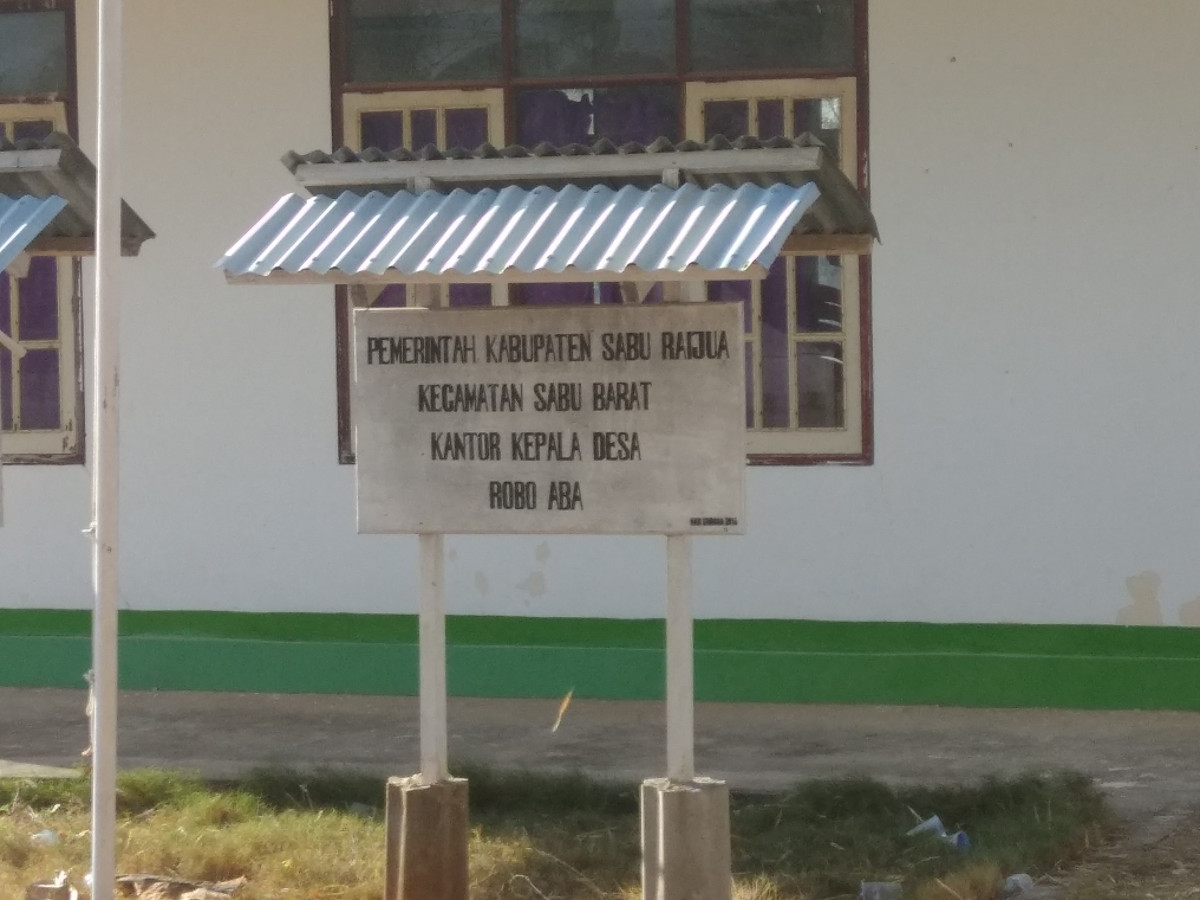 PEMERINTAH KABUPATEN SABU RAIJUA
KECAMATAN SABU BARAT
KANTOR KEPALA DESA
ROBO ABA